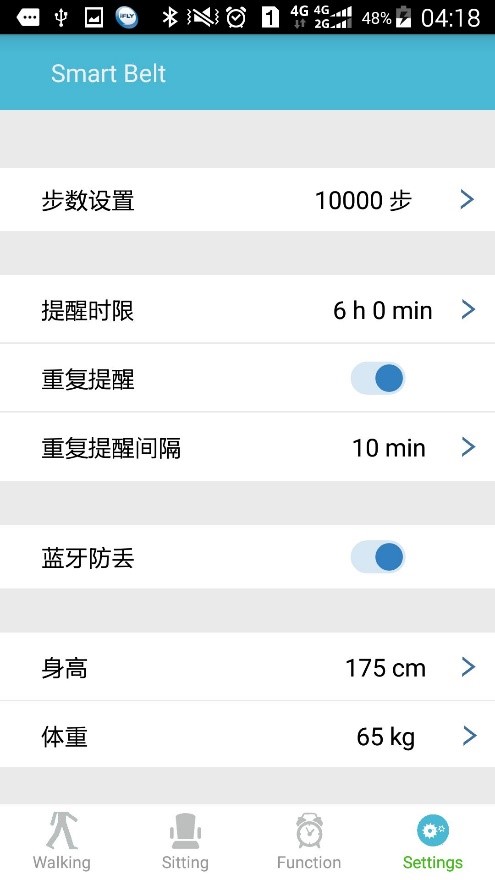 iFLY 1 4G 4G 2G 48% 04:18
Smart Belt
步数设置 10000 步
提醒时限 6 h 0 min
重复提醒
重复提醒间隔 10 min
蓝牙防丢
身高 175 cm
体重 65 kg
Walking Sitting Function Settings